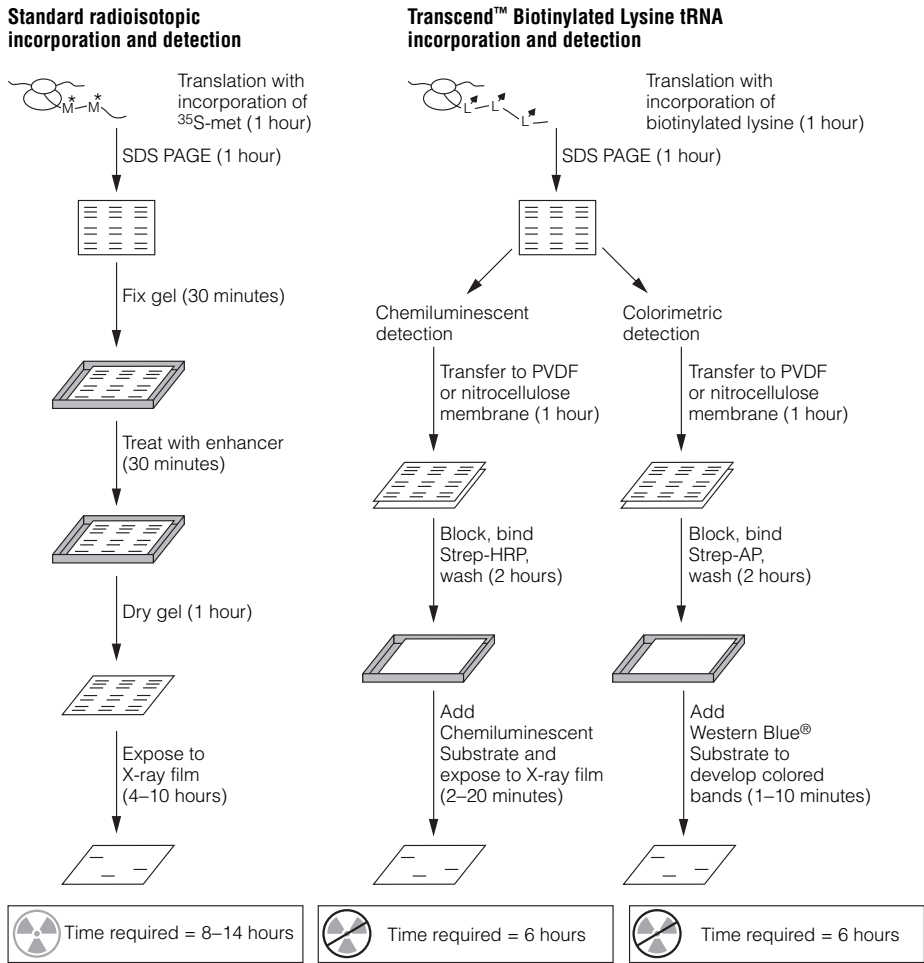 Standard radioisotopic
incorporation and detection
M M
* *
Translation with
incorporation of
35S-met (1 hour)
SDS PAGE (1 hour)
Fix gel (30 minutes)
Treat with enhancer
(30 minutes)
Dry gel (1 hour)
Expose to
X-ray film
(4–10 hours)
Time required = 8–14 hours
Transcend™ Biotinylated Lysine tRNA
incorporation and detection
L L L
Translation with
incorporation of
biotinylated lysine (1 hour)
SDS PAGE (1 hour)
Chemiluminescent
detection
Transfer to PVDF
or nitrocellulose
membrane (1 hour)
Block, bind
Strep-HRP,
wash (2 hours)
Add
Chemiluminescent
Substrate and
expose to X-ray film
(2–20 minutes)
Time required = 6 hours
Colorimetric
detection
Transfer to PVDF
or nitrocellulose
membrane (1 hour)
Block, bind
Strep-AP,
wash (2 hours)
Add
Western Blue®
Substrate to
develop colored
bands (1–10 minutes)
Time required = 6 hours